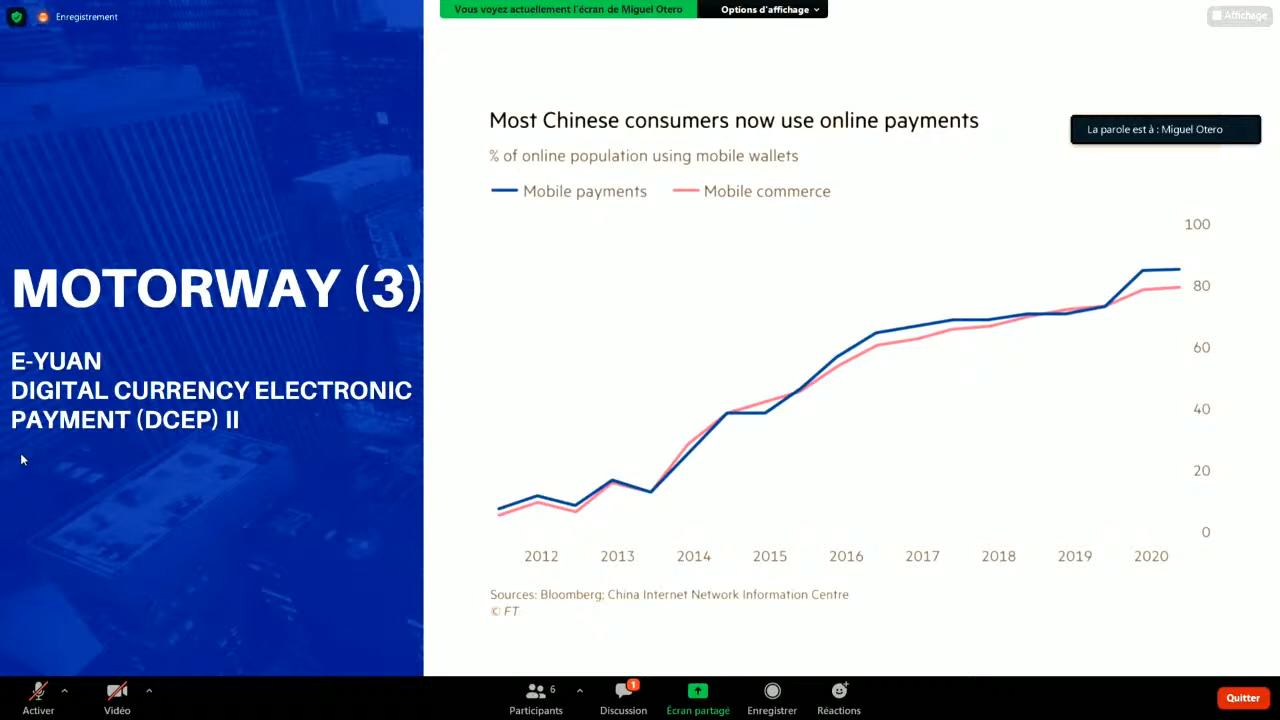 Enregistrement
Vous voyez actuellement l'écran de Miguel Otero
Options d'affichage
Affichage
MOTORWAY (3)
E-YUAN
DIGITAL CURRENCY ELECTRONIC
PAYMENT (DCEP) II
Most Chinese consumers now use online payments
La parole est à : Miguel Otero
% of online population using mobile wallets
Mobile payments
Mobile commerce
100
80
60
40
20
0
2012 2013 2014 2015 2016 2017 2018 2019 2020
Sources: Bloomberg; China Internet Network Information Centre
© FT
Activer
Vidéo
6
Participants
1
Discussion
Écran partagé
Enregistrer
Réactions
Quitter